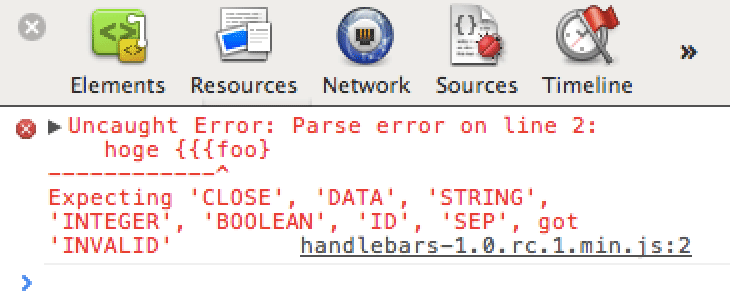 Elements Resources Network Sources Timeline »
Uncaught Error: Parse error on line 2:
hoge {{{foo}
------------^
Expecting 'CLOSE', 'DATA', 'STRING',
'INTEGER', 'BOOLEAN', 'ID', 'SEP', got
'INVALID' handlebars-1.0.rc.1.min.js:2